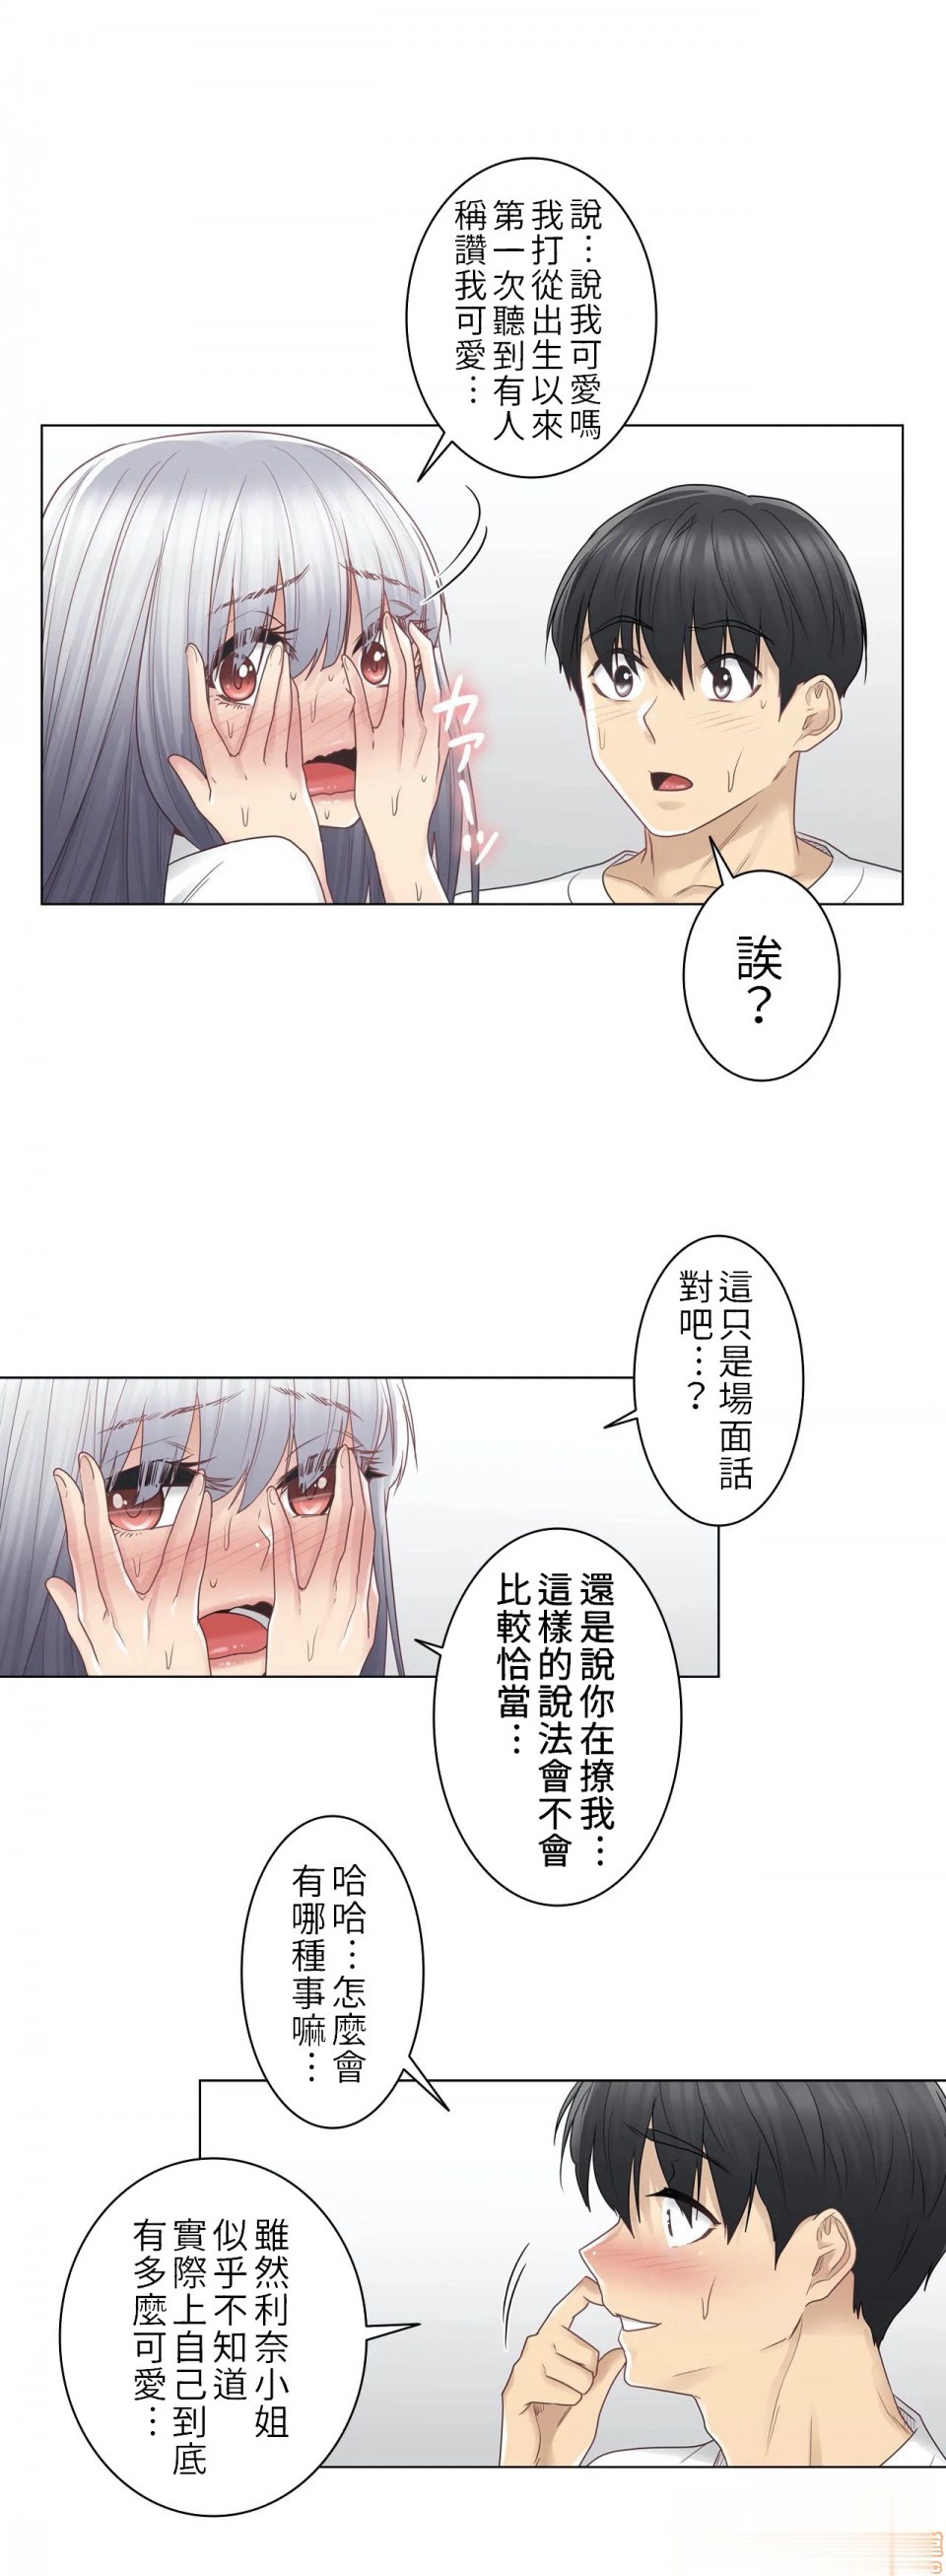 說…說我可愛嗎
我打從出生以來
第一次聽到有人
稱讚我可愛…
カアーッ
誒？
這只是場面話
對吧…？
還是說你在撩我…
這樣的說法會不會
比較恰當…
哈哈…怎麼會
有哪種事嘛…
雖然利奈小姐
似乎不知道
實際上自己到底
有多麼可愛…